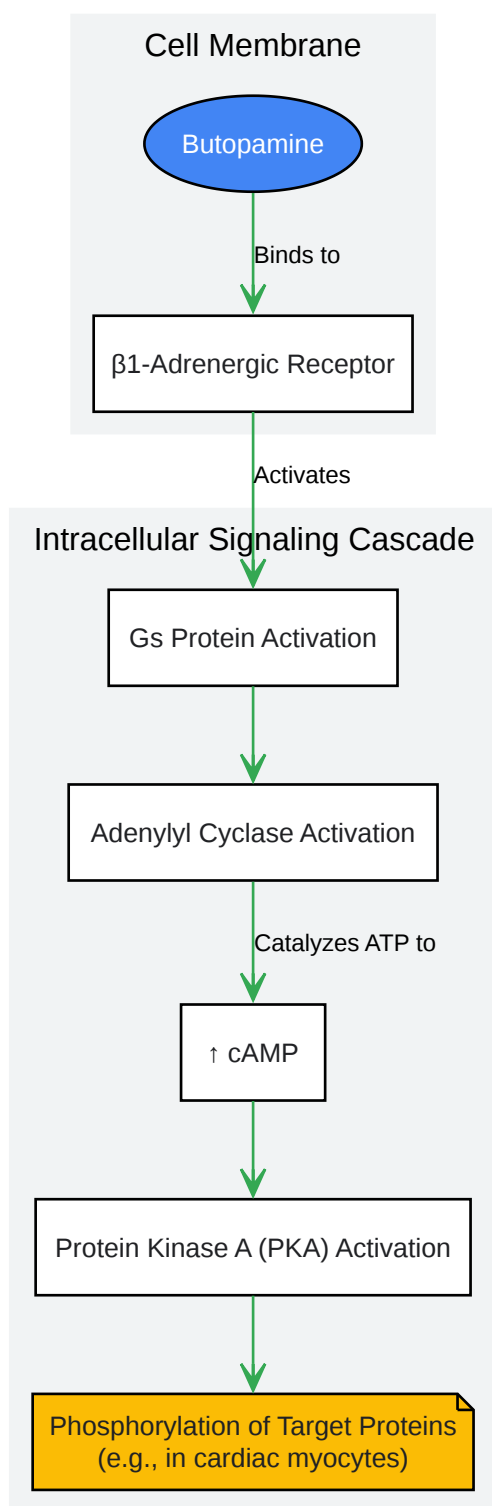 Cell Membrane
Butopamine
Binds to
β1-Adrenergic Receptor
Activates
Intracellular Signaling Cascade
Gs Protein Activation
Adenylyl Cyclase Activation
Catalyzes ATP to
↑ cAMP
Protein Kinase A (PKA) Activation
Phosphorylation of Target Proteins
(e.g., in cardiac myocytes)